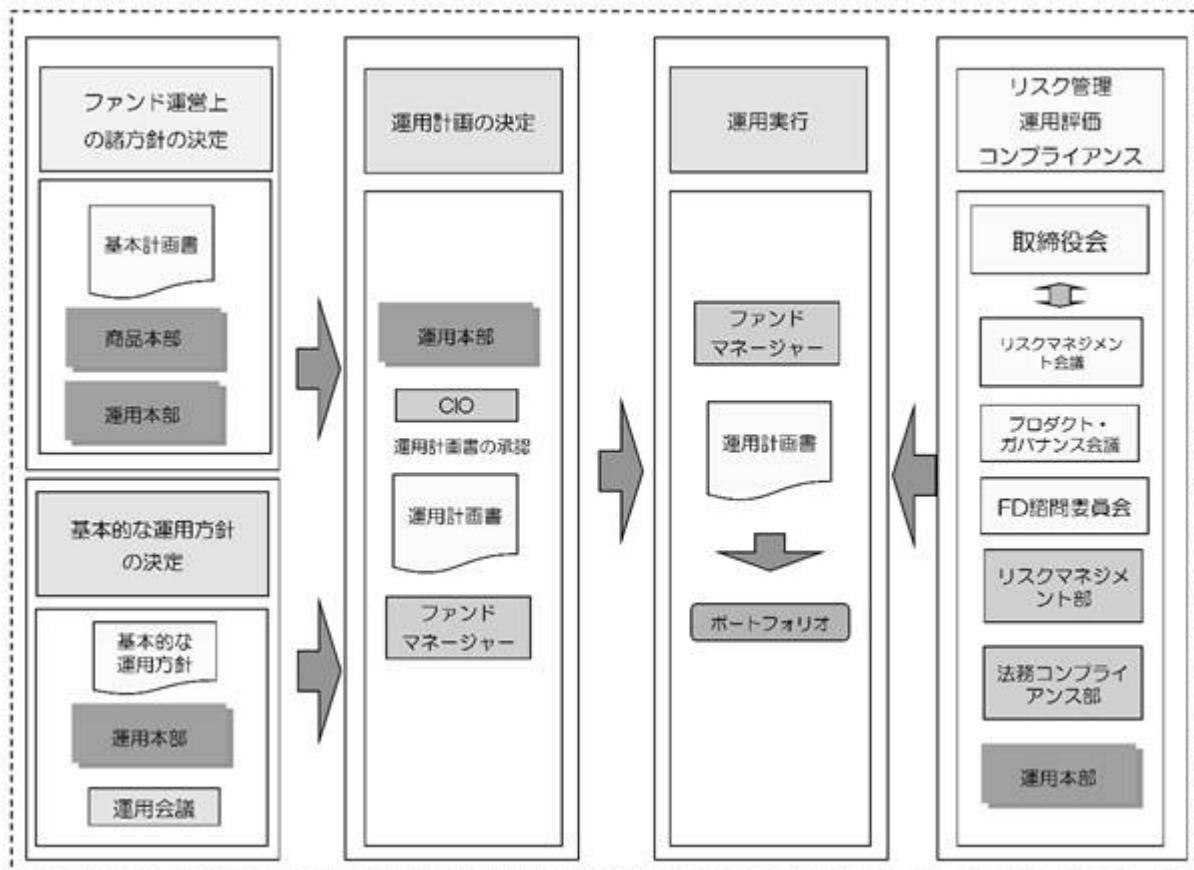 ファンド運営上
の諸方針の決定
基本計画書
商品本部
運用本部
基本的な運用方針
の決定
基本的な
運用方針
運用本部
運用会議
運用計画の決定
運用本部
CIO
運用計画書の承認
運用計画書
ファンド
マネージャー
運用実行
ファンド
マネージャー
運用計画書
ポートフォリオ
リスク管理
運用評価
コンプライアンス
取締役会
リスクマネジメン
ト会議
プロダクト・
ガバナンス会議
FD諮問委員会
リスクマネジメ
ント部
法務コンプライ
アンス部
運用本部